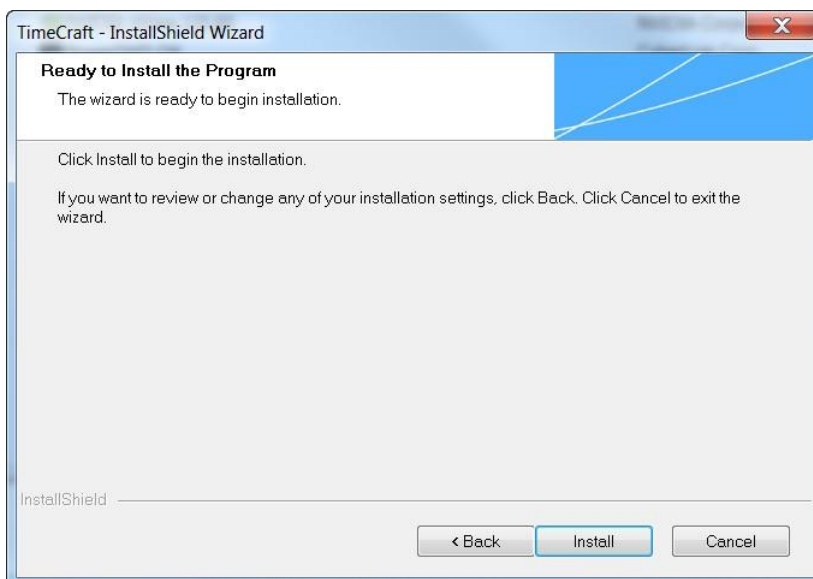 TimeCraft - InstallShield Wizard
Ready to Install the Program
The wizard is ready to begin installation.
Click Install to begin the installation.
If you want to review or change any of your installation settings, click Back. Click Cancel to exit the
wizard.
InstallShield
< Back
Install
Cancel